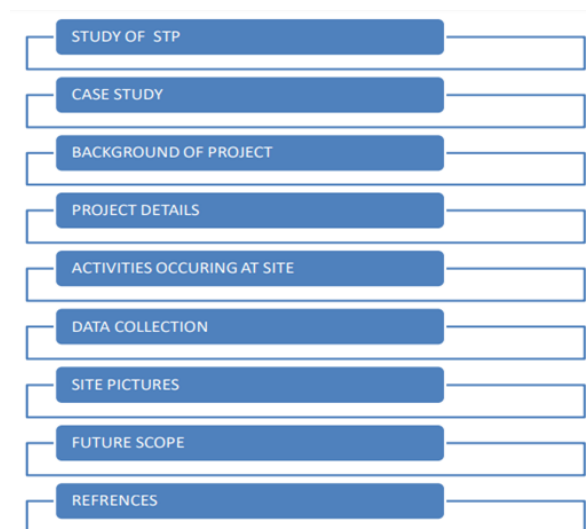 STUDY OF STP
CASE STUDY
BACKGROUND OF PROJECT
PROJECT DETAILS
ACTIVITIES OCCURING AT SITE
DATA COLLECTION
SITE PICTURES
FUTURE SCOPE
REFRENCES